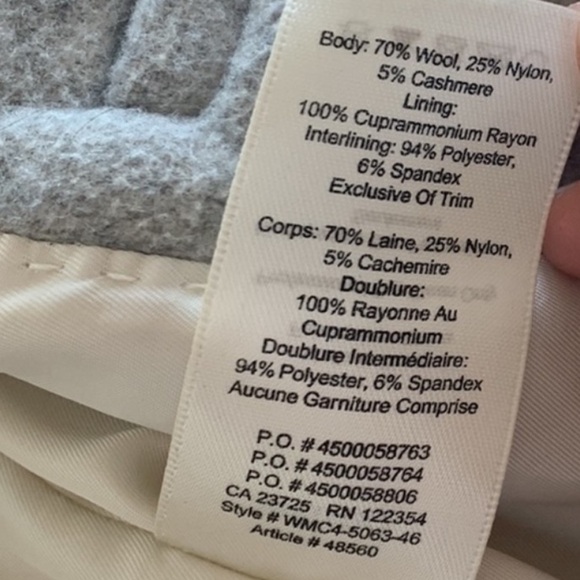 Body: 70% Wool, 25% Nylon,
5% Cashmere
Lining:
100% Cuprammonium Rayon
Interlining: 94% Polyester,
6% Spandex
Exclusive Of Trim
Corps: 70% Laine, 25% Nylon,
5% Cachemire
Doublure:
100% Rayonne Au
Cuprammonium
Doublure Intermédiaire:
94% Polyester, 6% Spandex
Aucune Garniture Comprise
P.O. # 4500058763
P.O. # 4500058764
P.O. # 4500058806
CA 23725 RN 122354
Style # WMC4-5063-46
Article # 48560